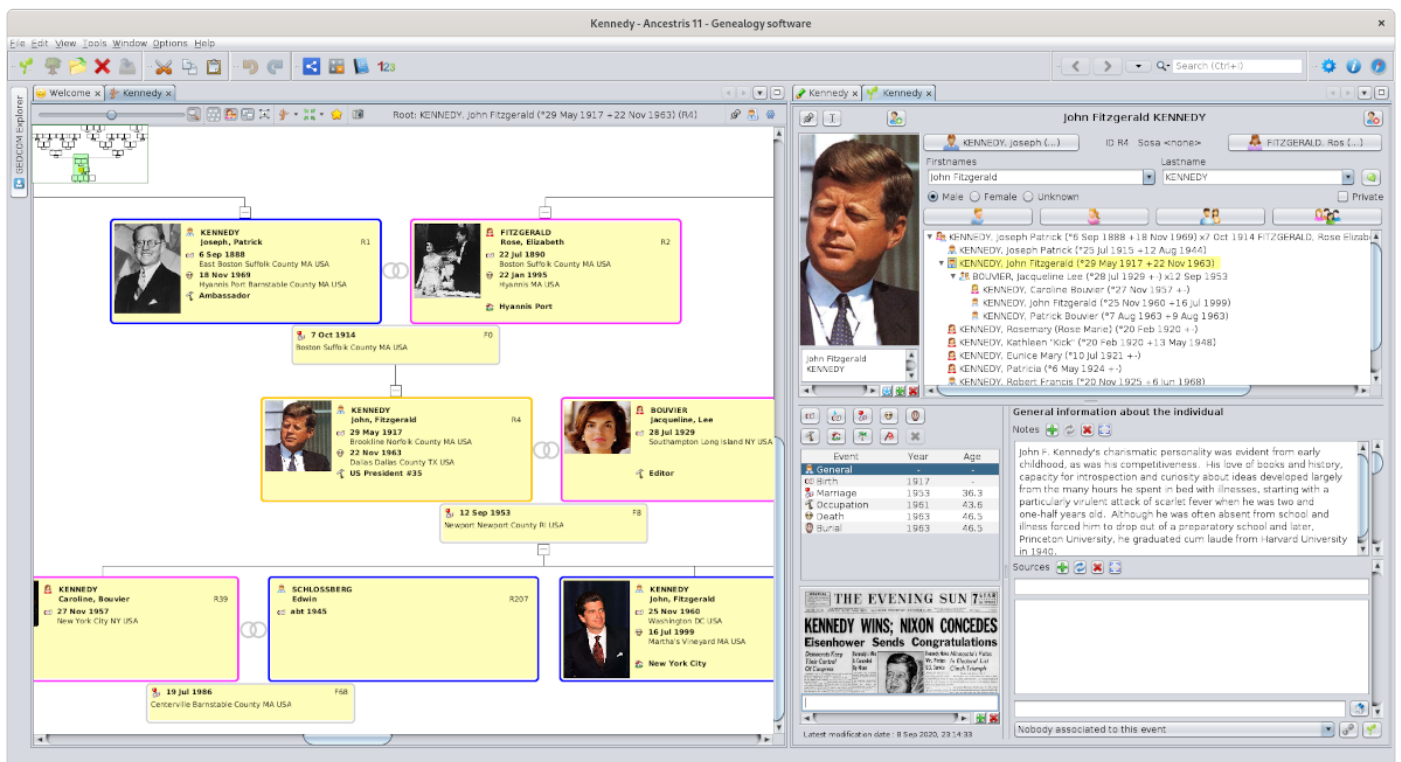 Kennedy - Ancestris 11 - Genealogy software
File Edit View Tools Window Options Help
123
Search (Ctrl+I)
GEDCOM Explorer
Welcome
Kennedy
Root: KENNEDY, John Fitzgerald (*29 May 1917 +22 Nov 1963) (R4)
KENNEDY
Joseph, Patrick
R1
6 Sep 1888
East Boston Suffolk County MA USA
18 Nov 1969
Hyannis Port Barnstable County MA USA
Ambassador
FITZGERALD
Rose, Elizabeth
R2
22 Jul 1890
Boston Suffolk County MA USA
22 Jan 1995
Hyannis MA USA
Hyannis Port
7 Oct 1914
F0
Boston Suffolk County MA USA
KENNEDY
John, Fitzgerald
R4
29 May 1917
Brookline Norfolk County MA USA
22 Nov 1963
Dallas Dallas County TX USA
US President #35
BOUVIER
Jacqueline, Lee
28 Jul 1929
Southampton Long Island NY USA
Editor
12 Sep 1953
F8
Newport Newport County RI USA
KENNEDY
Caroline, Bouvier
R39
27 Nov 1957
New York City NY USA
SCHLOSSBERG
Edwin
R207
abt 1945
KENNEDY
John, Fitzgerald
25 Nov 1960
Washington DC USA
16 Jul 1999
Martha's Vineyard MA USA
New York City
19 Jul 1986
F68
Centerville Barnstable County MA USA
Kennedy
Kennedy
John Fitzgerald KENNEDY
KENNEDY, Joseph (...)
ID R4 Sosa <none>
FITZGERALD, Ros (...)
Firstnames
Lastname
John Fitzgerald
KENNEDY
Male Female Unknown
Private
KENNEDY, Joseph Patrick (*6 Sep 1888 +18 Nov 1969) x7 Oct 1914 FITZGERALD, Rose Elizab
KENNEDY, Joseph Patrick (*25 Jul 1915 +12 Aug 1944)
KENNEDY, John Fitzgerald (*29 May 1917 +22 Nov 1963)
BOUVIER, Jacqueline Lee (*28 Jul 1929 +-) x12 Sep 1953
KENNEDY, Caroline Bouvier (*27 Nov 1957 +-)
KENNEDY, John Fitzgerald (*25 Nov 1960 +16 Jul 1999)
KENNEDY, Patrick Bouvier (*7 Aug 1963 +9 Aug 1963)
KENNEDY, Rosemary (Rose Marie) (*20 Feb 1920 +-)
KENNEDY, Kathleen "Kick" (*20 Feb 1920 +13 May 1948)
KENNEDY, Eunice Mary (*10 Jul 1921 +-)
KENNEDY, Patricia (*6 May 1924 +-)
KENNEDY, Robert Francis (*20 Nov 1925 +6 Jun 1968)
John Fitzgerald
KENNEDY
Event Year Age
General - -
Birth 1917 -
Marriage 1953 36.3
Occupation 1961 43.6
Death 1963 46.5
Burial 1963 46.5
THE EVENING SUN
KENNEDY WINS; NIXON CONCEDES
Eisenhower Sends Congratulations
Latest modification date : 8 Sep 2020, 23:14:33
General information about the individual
Notes
John F. Kennedy's charismatic personality was evident from early
childhood, as was his competitiveness. His love of books and history,
capacity for introspection and curiosity about ideas developed largely
from the many hours he spent in bed with illnesses, starting with a
particularly virulent attack of scarlet fever when he was two and
one-half years old. Although he was often absent from school and
illness forced him to drop out of a preparatory school and later,
Princeton University, he graduated cum laude from Harvard University
in 1940.
Sources
Nobody associated to this event